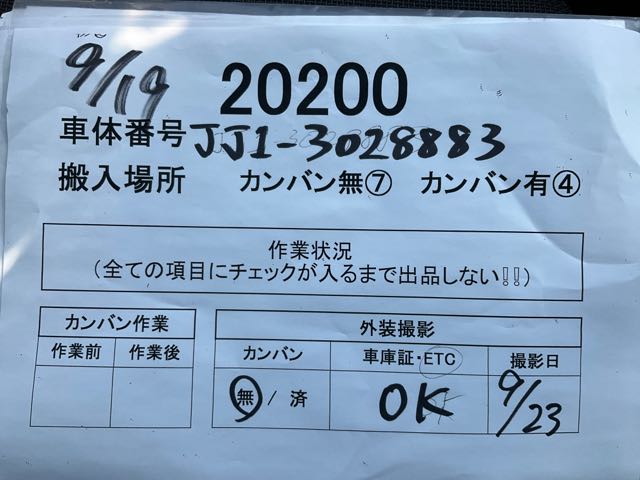 9/19
20200
車体番号 JJ1-3028883
搬入場所 カンバン無⑦ カンバン有④
作業状況
(全ての項目にチェックが入るまで出品しない!!)
カンバン作業
作業前 作業後
外装撮影
カンバン 車庫証・ETC 撮影日
無 / 済 OK 9/23